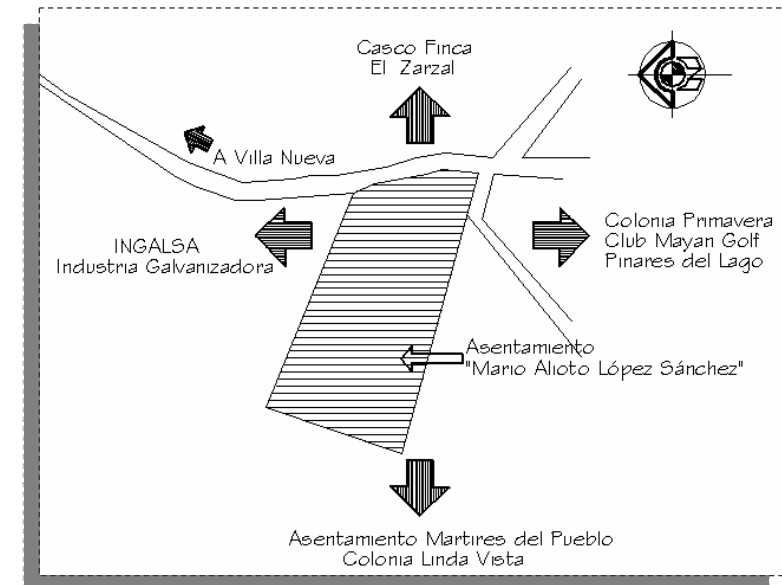 Casco Finca
El Zarzal
A Villa Nueva
INGALSA
Industria Galvanizadora
Colonia Primavera
Club Mayan Golf
Pinares del Lago
Asentamiento
"Mario Alioto López Sánchez"
Asentamiento Martires del Pueblo
Colonia Linda Vista